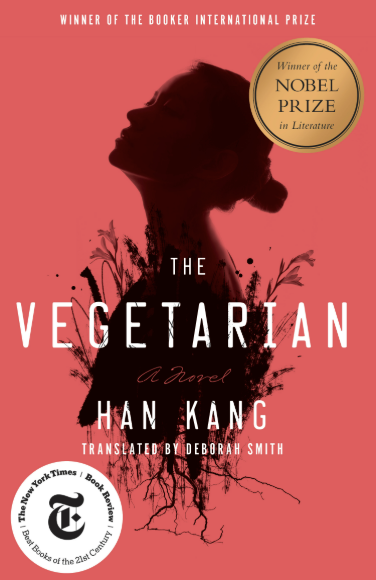 WINNER OF THE BOOKER INTERNATIONAL PRIZE
Winner of the
NOBEL
PRIZE
in Literature
THE
VEGETARIAN
A Novel
HAN KANG
TRANSLATED BY DEBORAH SMITH
The New York Times | Book Review
T
Best Books of the 21st Century